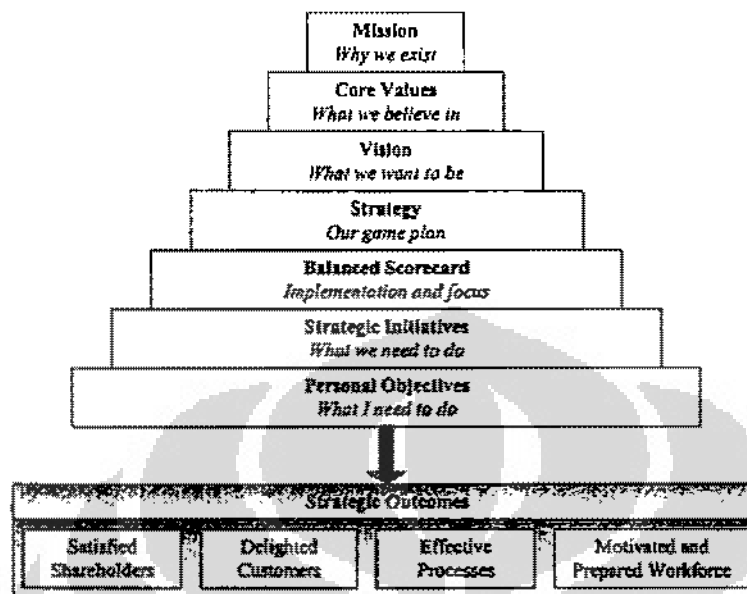 Mission
Why we exist
Core Values
What we believe in
Vision
What we want to be
Strategy
Our game plan
Balanced Scorecard
Implementation and focus
Strategic Initiatives
What we need to do
Personal Objectives
What I need to do
Strategic Outcomes
Satisfied Shareholders
Delighted Customers
Effective Processes
Motivated and Prepared Workforce